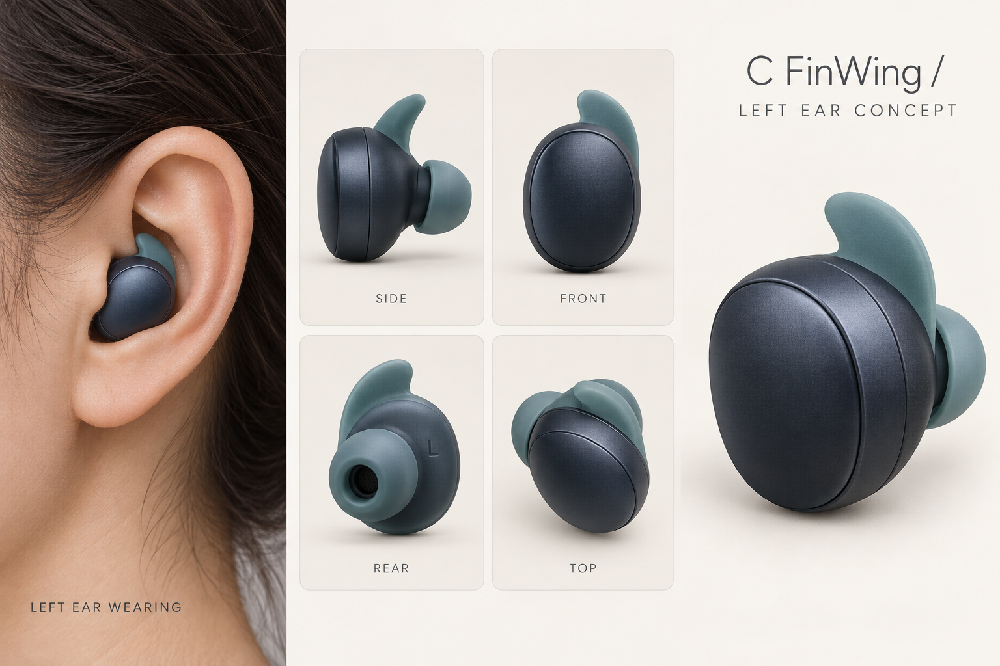 LEFT EAR WEARING
SIDE
FRONT
L
REAR
TOP
C FinWing /
LEFT EAR CONCEPT